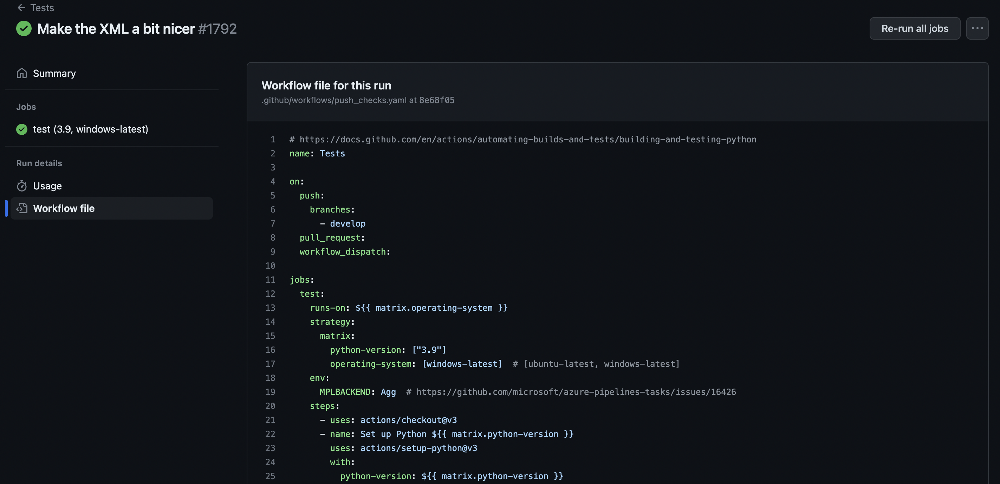 ← Tests
Make the XML a bit nicer #1792
Re-run all jobs
Summary
Jobs
test (3.9, windows-latest)
Run details
Usage
Workflow file
Workflow file for this run
.github/workflows/push_checks.yaml at 8e68f05
1 # https://docs.github.com/en/actions/automating-builds-and-tests/building-and-testing-python
2 name: Tests
3
4 on:
5   push:
6     branches:
7       - develop
8   pull_request:
9   workflow_dispatch:
10
11 jobs:
12   test:
13     runs-on: ${{ matrix.operating-system }}
14     strategy:
15       matrix:
16         python-version: ["3.9"]
17         operating-system: [windows-latest]  # [ubuntu-latest, windows-latest]
18     env:
19       MPLBACKEND: Agg  # https://github.com/microsoft/azure-pipelines-tasks/issues/16426
20     steps:
21       - uses: actions/checkout@v3
22       - name: Set up Python ${{ matrix.python-version }}
23         uses: actions/setup-python@v3
24         with:
25           python-version: ${{ matrix.python-version }}